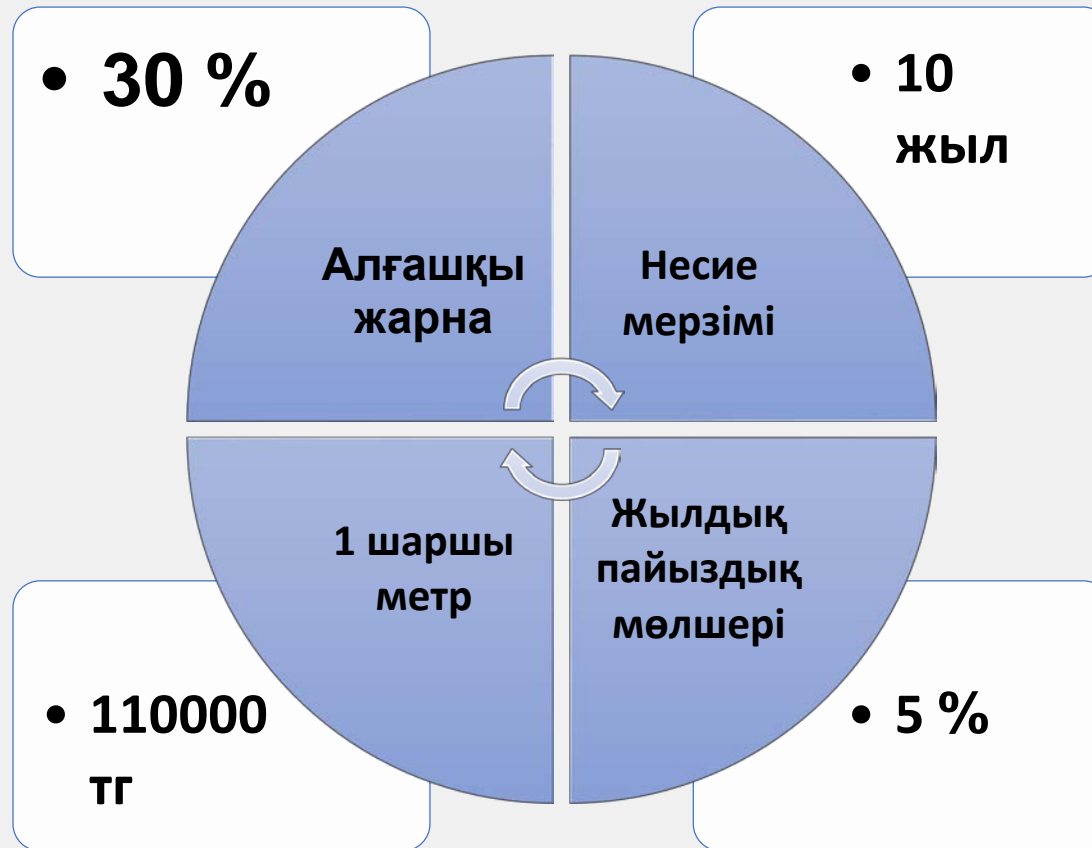 • 30 %
Алғашқы
жарна
• 10
жыл
Несие
мерзімі
1 шаршы
метр
• 110000
тг
Жылдық
пайыздық
мөлшері
• 5 %